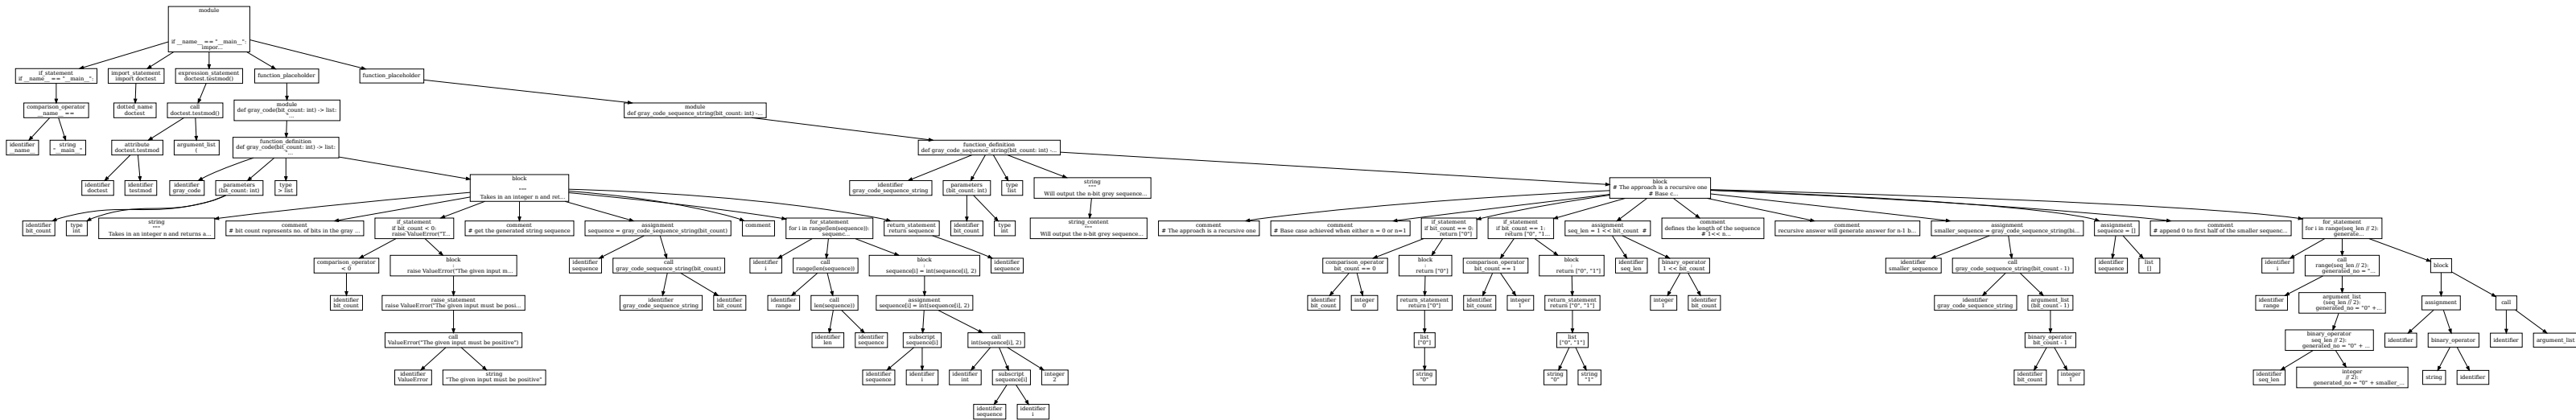 module
if __name__ == "__main__":
impor...
if_statement
if __name__ == "__main__":
import_statement
import doctest
expression_statement
doctest.testmod()
function_placeholder
function_placeholder
comparison_operator
__name__ ==
dotted_name
doctest
call
doctest.testmod()
module
def gray_code(bit_count: int) -> list:
"...
module
def gray_code_sequence_string(bit_count: int) -...
identifier
__name__
string
"__main__"
attribute
doctest.testmod
argument_list
(
function_definition
def gray_code(bit_count: int) -> list:
"...
function_definition
def gray_code_sequence_string(bit_count: int) -...
identifier
doctest
identifier
testmod
identifier
gray_code
parameters
(bit_count: int)
type
> list
block
"""
Takes in an integer n and ret...
identifier
gray_code_sequence_string
parameters
(bit_count: int)
type
list
string
"""
Will output the n-bit grey sequence...
block
# The approach is a recursive one
# Base c...
identifier
bit_count
type
int
string
"""
Takes in an integer n and returns a...
comment
# bit count represents no. of bits in the gray ...
if_statement
if bit_count < 0:
raise ValueError("T...
comment
# get the generated string sequence
assignment
sequence = gray_code_sequence_string(bit_count)
comment
for_statement
for i in range(len(sequence)):
sequenc...
return_statement
return sequence
identifier
bit_count
type
int
string_content
"""
Will output the n-bit grey sequence...
comment
# The approach is a recursive one
comment
# Base case achieved when either n = 0 or n=1
if_statement
if bit_count == 0:
return ["0"]
if_statement
if bit_count == 1:
return ["0", "1...
assignment
seq_len = 1 << bit_count #
comment
defines the length of the sequence
# 1<< n...
comment
recursive answer will generate answer for n-1 b...
assignment
smaller_sequence = gray_code_sequence_string(bi...
assignment
sequence = []
comment
# append 0 to first half of the smaller sequenc...
for_statement
for i in range(seq_len // 2):
generate...
comparison_operator
< 0
block
:
raise ValueError("The given input m...
identifier
sequence
call
gray_code_sequence_string(bit_count)
identifier
i
call
range(len(sequence))
block
sequence[i] = int(sequence[i], 2)
identifier
sequence
comparison_operator
bit_count == 0
block
:
return ["0"]
comparison_operator
bit_count == 1
block
:
return ["0", "1"]
identifier
seq_len
binary_operator
1 << bit_count
identifier
smaller_sequence
call
gray_code_sequence_string(bit_count - 1)
identifier
sequence
list
[]
identifier
i
call
range(seq_len // 2):
generated_no = "...
block
identifier
bit_count
raise_statement
raise ValueError("The given input must be posi...
identifier
gray_code_sequence_string
identifier
bit_count
identifier
range
call
len(sequence))
assignment
sequence[i] = int(sequence[i], 2)
identifier
bit_count
integer
0
return_statement
return ["0"]
identifier
bit_count
integer
1
return_statement
return ["0", "1"]
integer
1
identifier
bit_count
identifier
gray_code_sequence_string
argument_list
(bit_count - 1)
identifier
range
argument_list
(seq_len // 2):
generated_no = "0" +...
assignment
call
call
ValueError("The given input must be positive")
identifier
len
identifier
sequence
subscript
sequence[i]
call
int(sequence[i], 2)
list
["0"]
list
["0", "1"]
binary_operator
bit_count - 1
binary_operator
seq_len // 2):
generated_no = "0" + ...
identifier
binary_operator
identifier
argument_list
identifier
ValueError
string
"The given input must be positive"
identifier
sequence
identifier
i
identifier
int
subscript
sequence[i]
integer
2
string
"0"
string
"0"
string
"1"
identifier
bit_count
integer
1
identifier
seq_len
integer
// 2):
generated_no = "0" + smaller_...
string
identifier
identifier
sequence
identifier
i